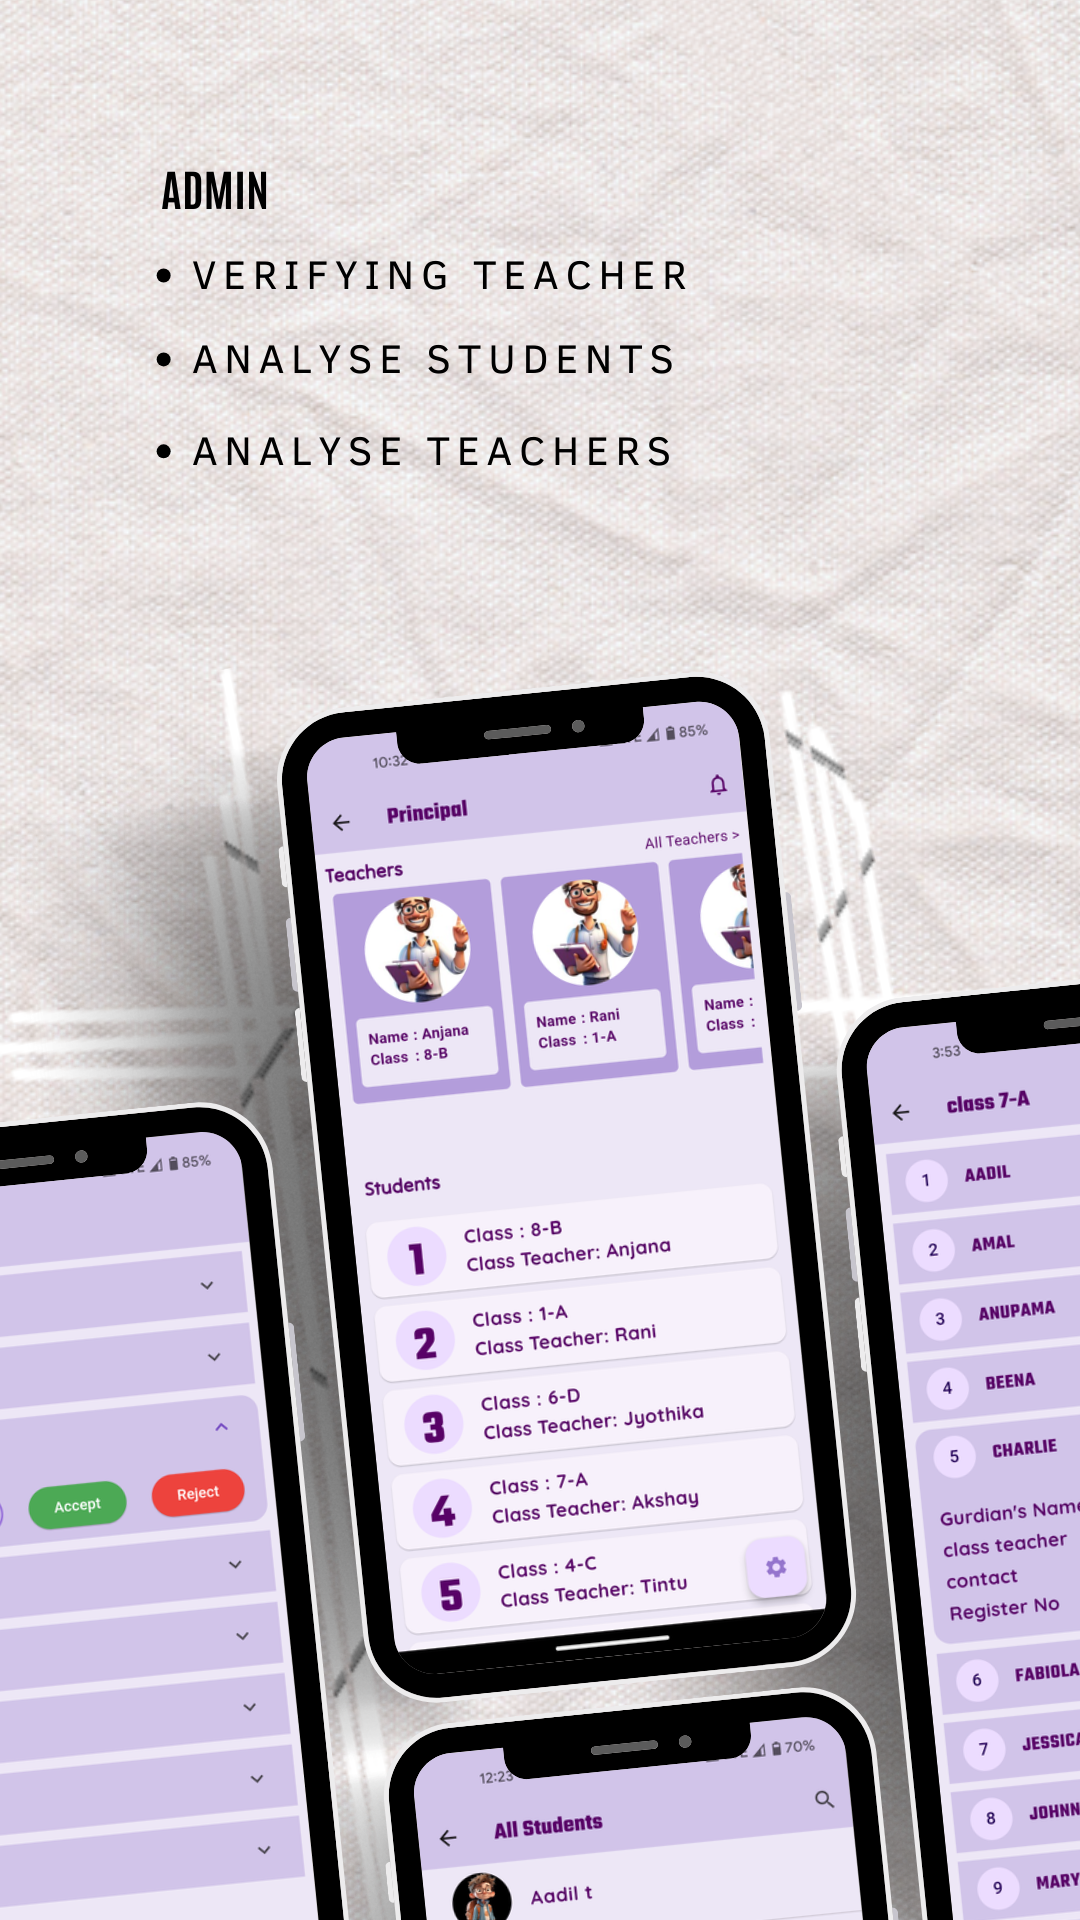 ADMIN
• VERIFYING TEACHER
• ANALYSE STUDENTS
• ANALYSE TEACHERS
10:32
85%
Principal
All Teachers >
Teachers
Name : Anjana
Class : 8-B
Name : Rani
Class : 1-A
Name :
Class :
Students
1
Class : 8-B
Class Teacher: Anjana
2
Class : 1-A
Class Teacher: Rani
3
Class : 6-D
Class Teacher: Jyothika
4
Class : 7-A
Class Teacher: Akshay
5
Class : 4-C
Class Teacher: Tintu
85%
Accept
Reject
3:53
class 7-A
1 AADIL
2 AMAL
3 ANUPAMA
4 BEENA
5 CHARLIE
Gurdian's Name
class teacher
contact
Register No
6 FABIOLA
7 JESSICA
8 JOHNN
9 MARY
12:23
70%
All Students
Aadil t